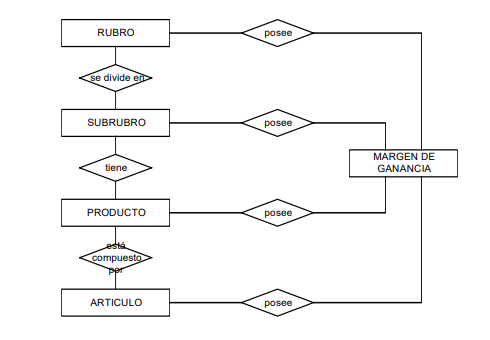 RUBRO
posee
se divide en
SUBRUBRO
posee
MARGEN DE
GANANCIA
tiene
PRODUCTO
posee
está
compuesto
por
ARTICULO
posee